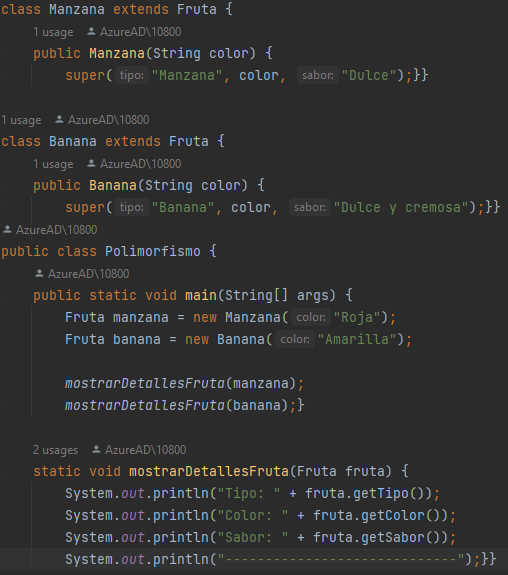 class Manzana extends Fruta {
1 usage AzureAD\10800
public Manzana(String color) {
super( tipo: "Manzana", color, sabor: "Dulce");}}
1 usage AzureAD\10800
class Banana extends Fruta {
1 usage AzureAD\10800
public Banana(String color) {
super( tipo: "Banana", color, sabor: "Dulce y cremosa");}}
AzureAD\10800
public class Polimorfismo {
AzureAD\10800
public static void main(String[] args) {
Fruta manzana = new Manzana( color: "Roja");
Fruta banana = new Banana( color: "Amarilla");
mostrarDetallesFruta(manzana);
mostrarDetallesFruta(banana);}
2 usages AzureAD\10800
static void mostrarDetallesFruta(Fruta fruta) {
System.out.println("Tipo: " + fruta.getTipo());
System.out.println("Color: " + fruta.getColor());
System.out.println("Sabor: " + fruta.getSabor());
System.out.println("-----------------------------");}}